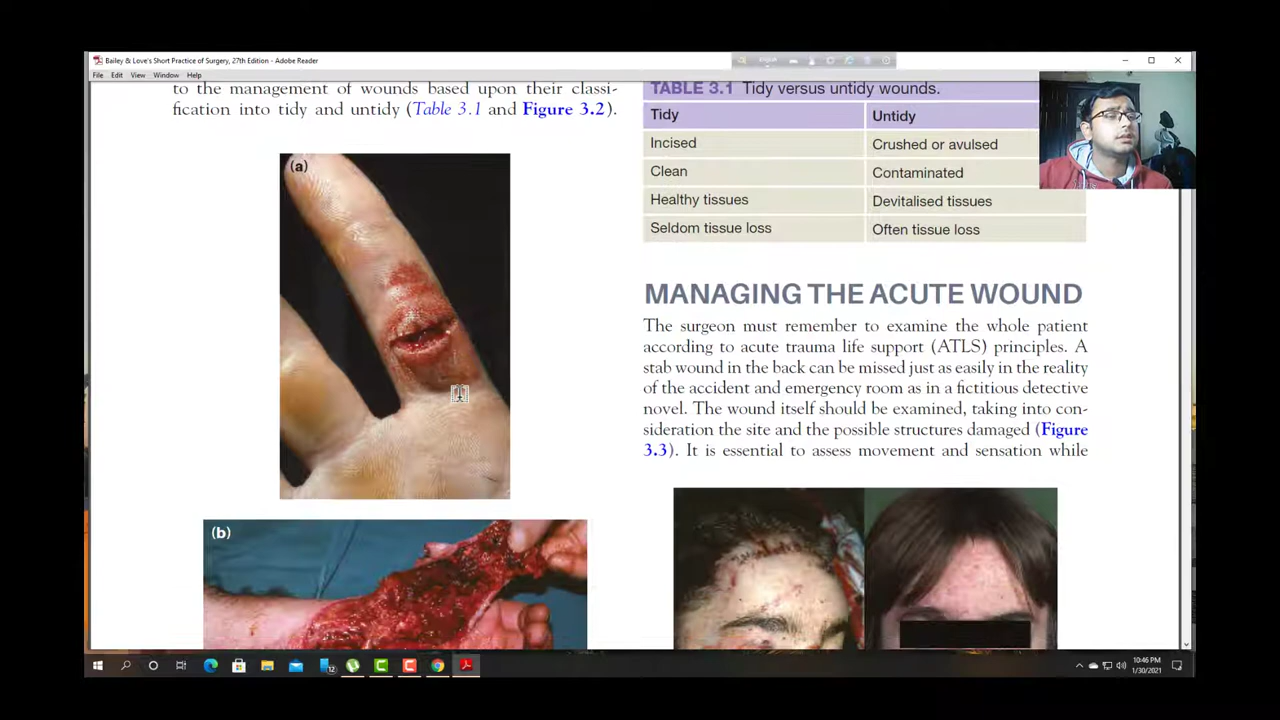 Bailey & Love's Short Practice of Surgery, 27th Edition - Adobe Reader
File Edit View Window Help
to the management of wounds based upon their classi-
fication into tidy and untidy (Table 3.1 and Figure 3.2).
(a)
(b)
TABLE 3.1 Tidy versus untidy wounds.
Tidy Untidy
Incised Crushed or avulsed
Clean Contaminated
Healthy tissues Devitalised tissues
Seldom tissue loss Often tissue loss
MANAGING THE ACUTE WOUND
The surgeon must remember to examine the whole patient
according to acute trauma life support (ATLS) principles. A
stab wound in the back can be missed just as easily in the reality
of the accident and emergency room as in a fictitious detective
novel. The wound itself should be examined, taking into con-
sideration the site and the possible structures damaged (Figure
3.3). It is essential to assess movement and sensation while
English
12
10:46 PM
1/30/2021